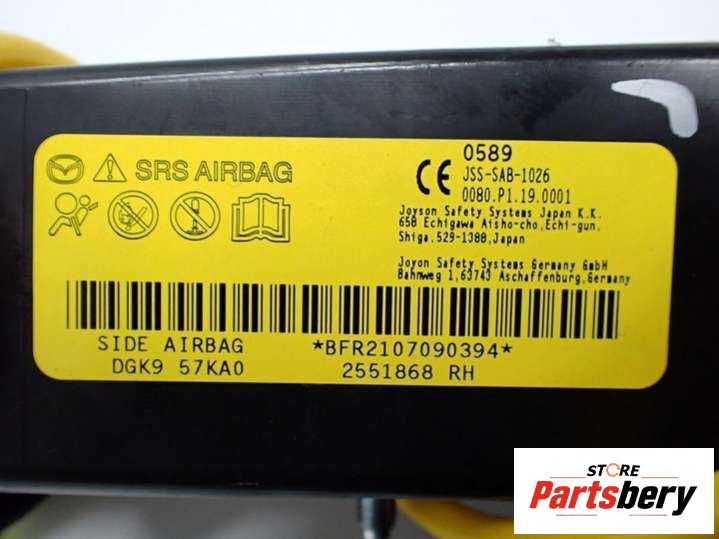 SRS AIRBAG
0589
JSS-SAB-1026
0080.P1.19.0001
Joyson Safety Systems Japan K.K.
658 Echigawa Aisho-cho,Echi-gun,
Shiga.529-1388,Japan
Joyon Safety Systems Germany GmbH
Bahnweg 1,63743 Aschaffenburg,Germany
SIDE AIRBAG *BFR2107090394*
DGK9 57KA0 2551868 RH
STORE
Partsbery